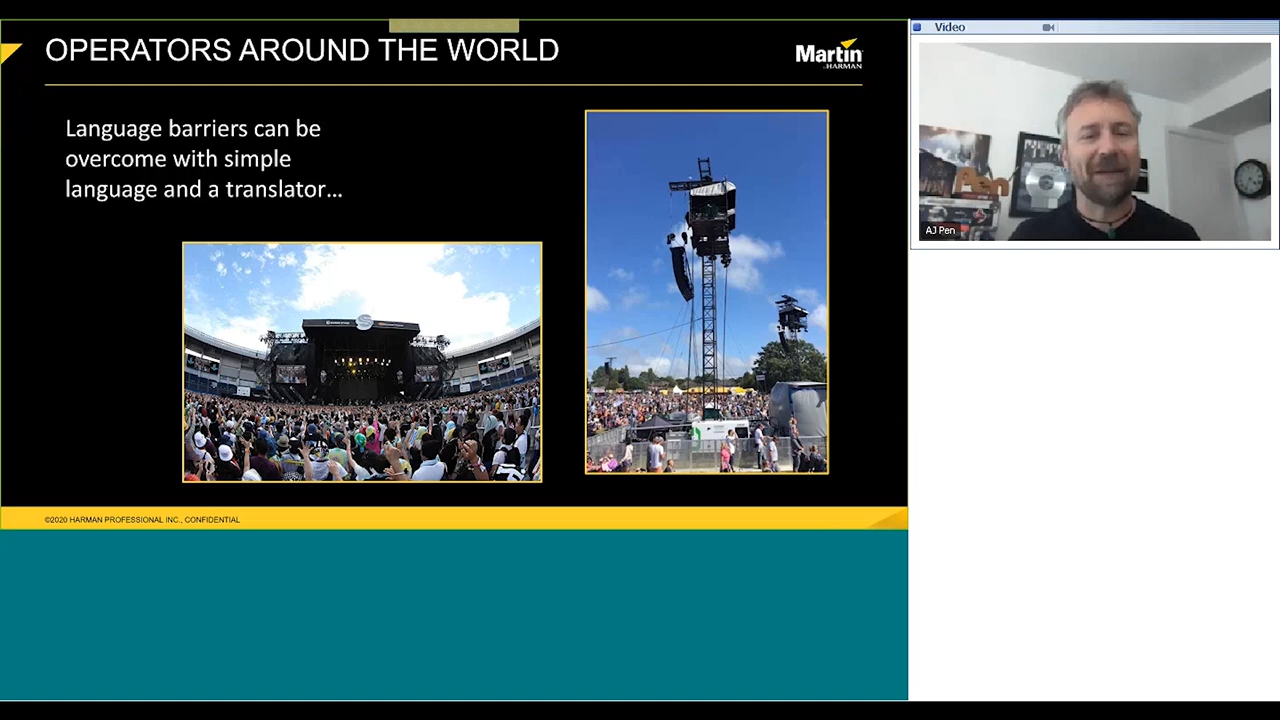 OPERATORS AROUND THE WORLD
Martin
by HARMAN
Language barriers can be
overcome with simple
language and a translator...
©2020 HARMAN PROFESSIONAL INC., CONFIDENTIAL
Video
AJ Pen